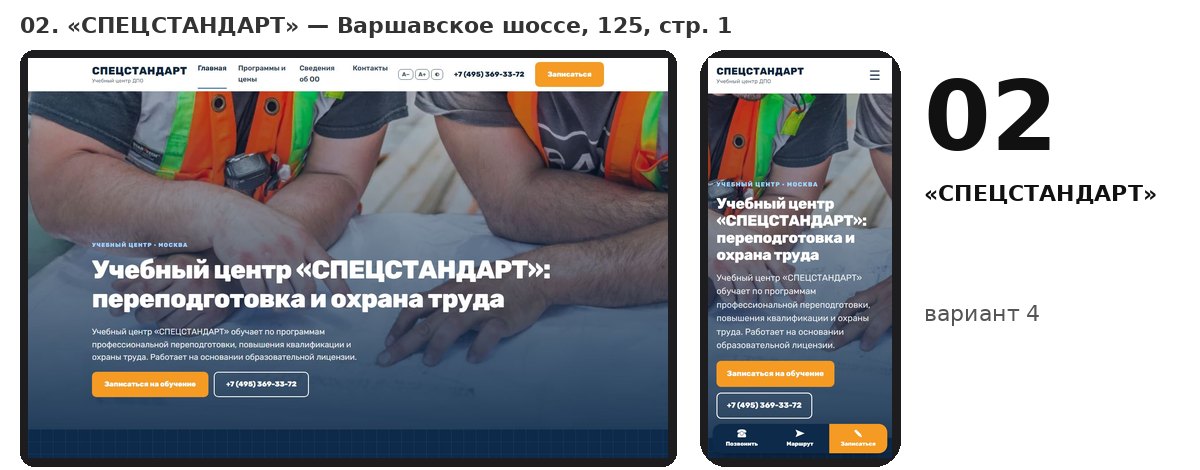 02. «СПЕЦСТАНДАРТ» — Варшавское шоссе, 125, стр. 1
СПЕЦСТАНДАРТ
Учебный центр ДПО
Главная
Программы и
цены
Сведения
об ОО
Контакты
A−
A+
+7 (495) 369-33-72
Записаться
УЧЕБНЫЙ ЦЕНТР · МОСКВА
Учебный центр «СПЕЦСТАНДАРТ»:
переподготовка и охрана труда
Учебный центр «СПЕЦСТАНДАРТ» обучает по программам
профессиональной переподготовки, повышения квалификации и
охраны труда. Работает на основании образовательной лицензии.
Записаться на обучение
+7 (495) 369-33-72
СПЕЦСТАНДАРТ
Учебный центр ДПО
УЧЕБНЫЙ ЦЕНТР · МОСКВА
Учебный центр
«СПЕЦСТАНДАРТ»:
переподготовка и
охрана труда
Учебный центр «СПЕЦСТАНДАРТ»
обучает по программам
профессиональной переподготовки,
повышения квалификации и охраны
труда. Работает на основании
образовательной лицензии.
Записаться на обучение
+7 (495) 369-33-72
Позвонить
Маршрут
Записаться
02
«СПЕЦСТАНДАРТ»
вариант 4